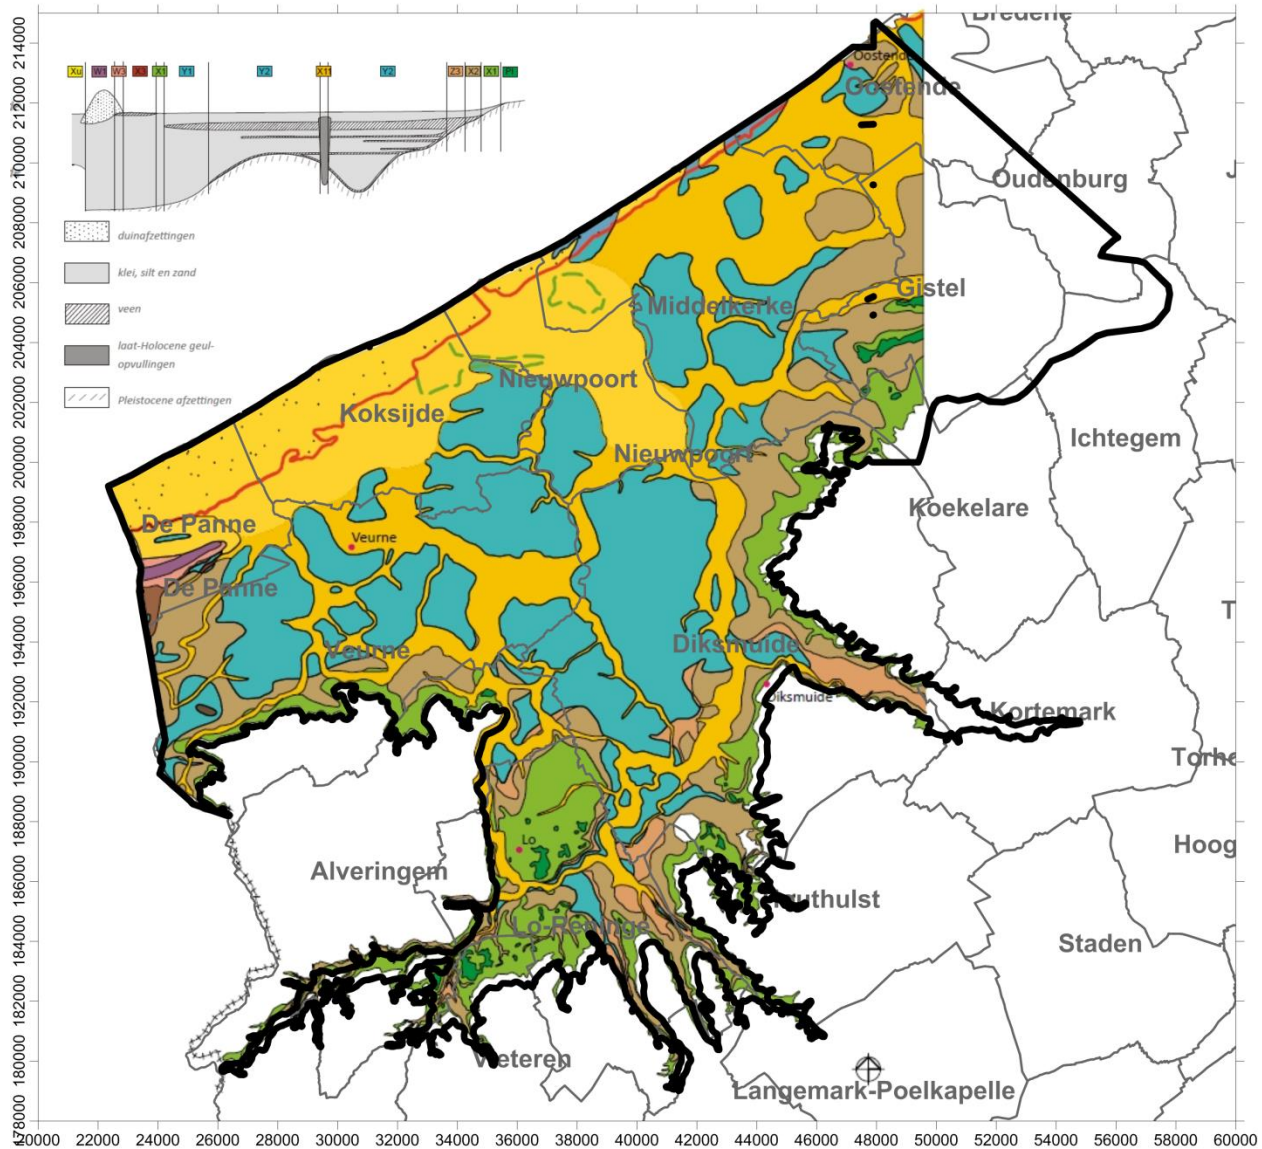 Bredene
Xu W1 W3 X3 X1 Y1 Y2 X11 Y2 Z3 X2 X1 P1
Oostende
Oostende
Oudenburg
duinafzettingen
klei, silt en zand
veen
laat-Holocene geul-
opvullingen
Pleistocene afzettingen
Gistel
Middelkerke
Nieuwpoort
Koksijde
Nieuwpoort
Ichtegem
Koekelare
De Panne
Veurne
De Panne
Veurne
Diksmuide
Diksmuide
Kortemark
Torho
Hoog
Lo
Alveringem
Lo-Reninge
Staden
Vleteren
Langemark-Poelkapelle
214000
212000
210000
208000
206000
204000
202000
200000
198000
196000
194000
192000
190000
188000
186000
184000
182000
180000
178000
20000 22000 24000 26000 28000 30000 32000 34000 36000 38000 40000 42000 44000 46000 48000 50000 52000 54000 56000 58000 60000